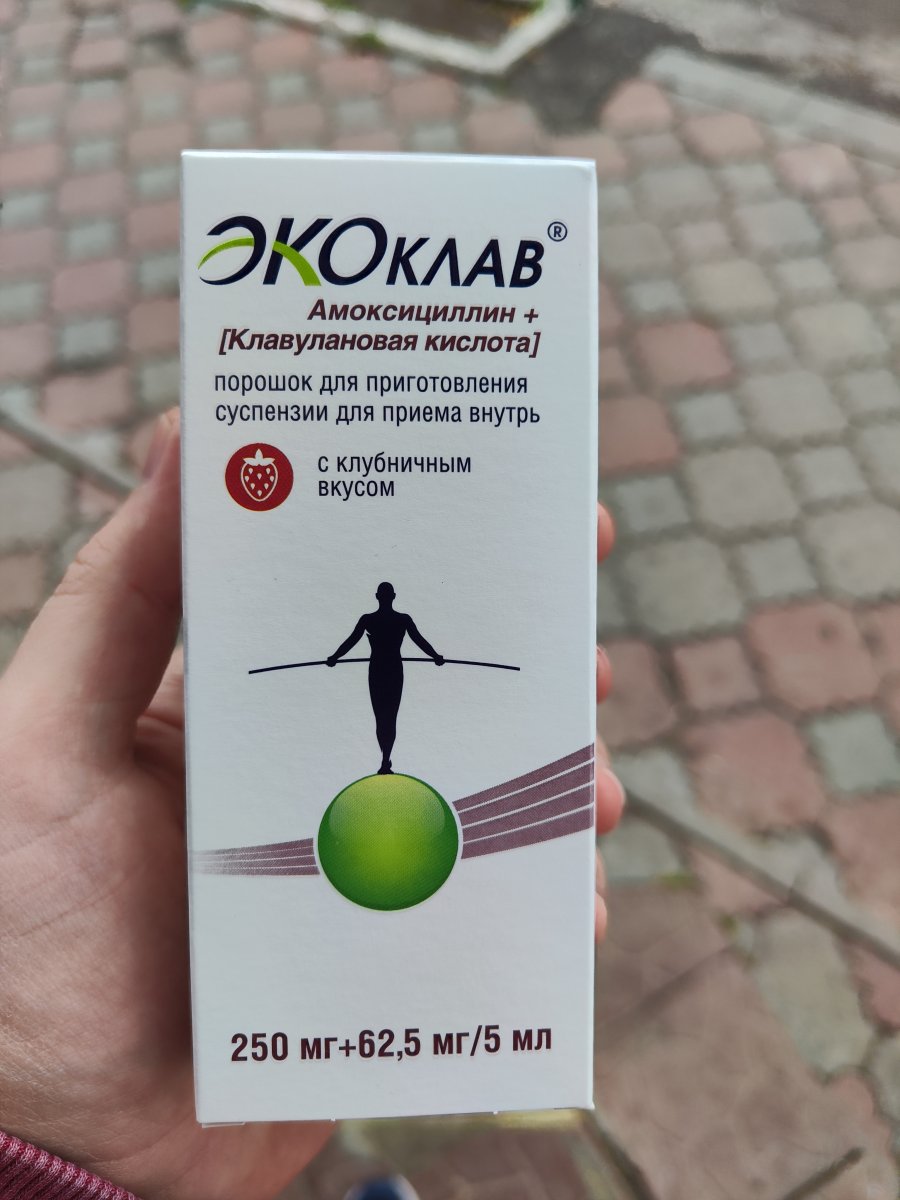 ЭКОКЛАВ®
Амоксициллин +
[Клавулановая кислота]
порошок для приготовления
суспензии для приема внутрь
с клубничным
вкусом
250 мг+62,5 мг/5 мл